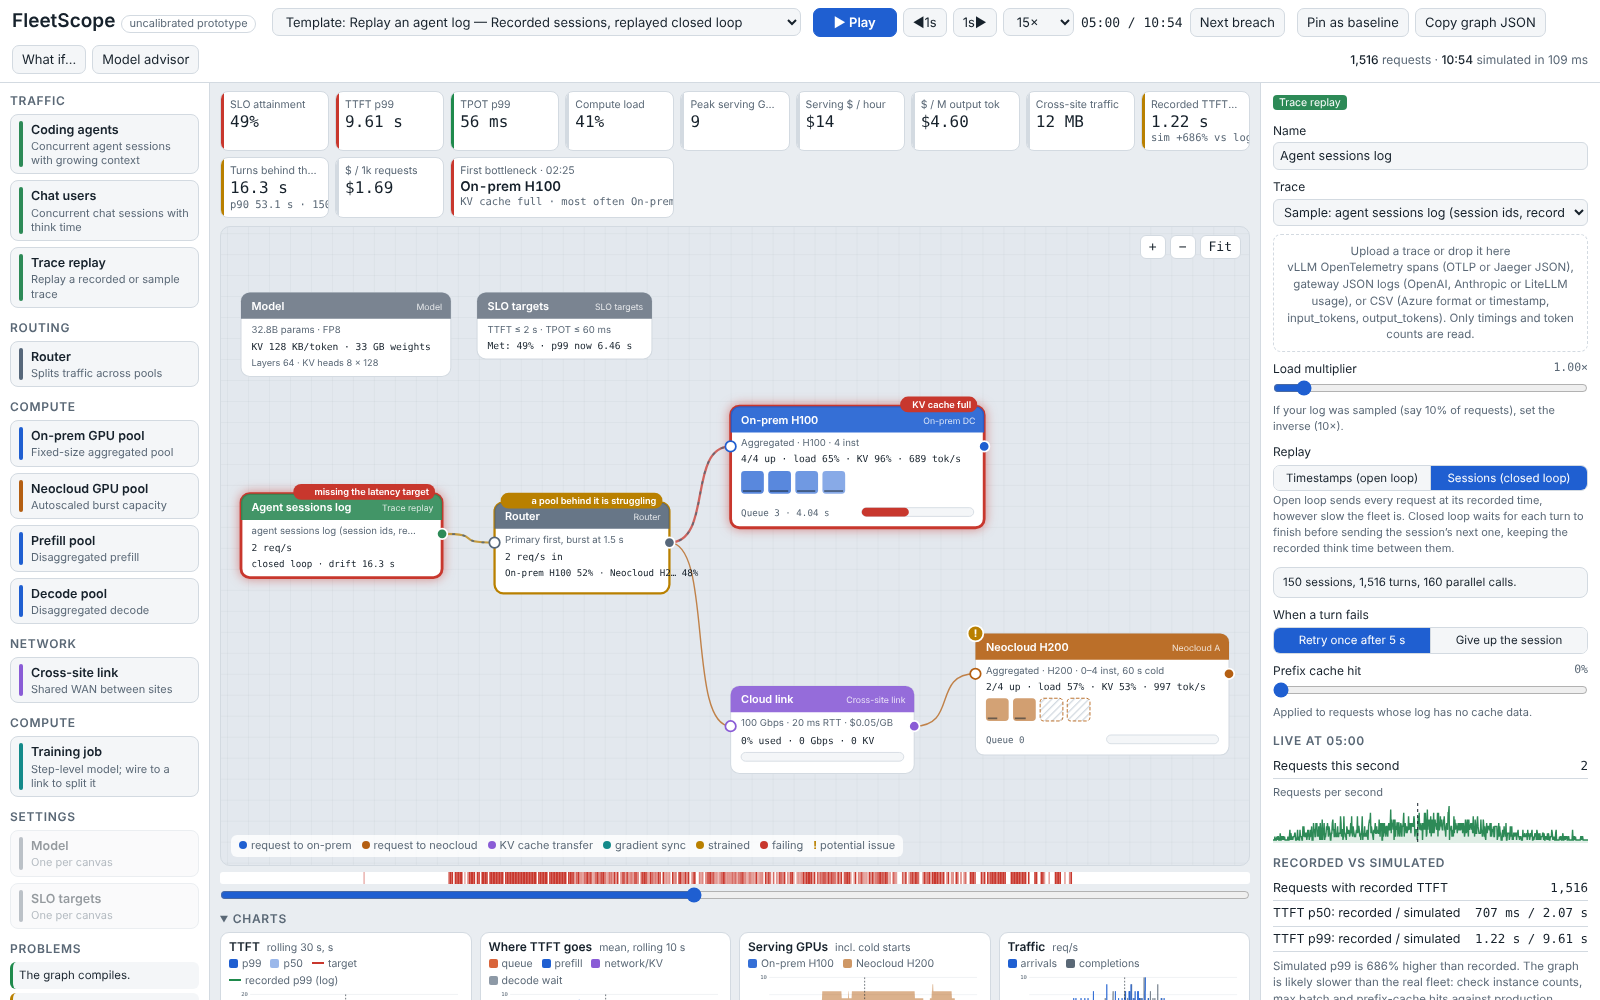 FleetScope
uncalibrated prototype
Template: Replay an agent log — Recorded sessions, replayed closed loop
▶ Play
◀1s
1s▶
15×
05:00 / 10:54
Next breach
Pin as baseline
Copy graph JSON
What if...
Model advisor
1,516 requests · 10:54 simulated in 109 ms
TRAFFIC
Coding agents
Concurrent agent sessions
with growing context
Chat users
Concurrent chat sessions with
think time
Trace replay
Replay a recorded or sample
trace
ROUTING
Router
Splits traffic across pools
COMPUTE
On-prem GPU pool
Fixed-size aggregated pool
Neocloud GPU pool
Autoscaled burst capacity
Prefill pool
Disaggregated prefill
Decode pool
Disaggregated decode
NETWORK
Cross-site link
Shared WAN between sites
COMPUTE
Training job
Step-level model; wire to a
link to split it
SETTINGS
Model
One per canvas
SLO targets
One per canvas
PROBLEMS
The graph compiles.
SLO attainment
49%
TTFT p99
9.61 s
TPOT p99
56 ms
Compute load
41%
Peak serving G...
9
Serving $ / hour
$14
$ / M output tok
$4.60
Cross-site traffic
12 MB
Recorded TTFT...
1.22 s
sim +686% vs log
Turns behind th...
16.3 s
p90 53.1 s · 150
$ / 1k requests
$1.69
First bottleneck · 02:25
On-prem H100
KV cache full · most often On-prem
+
−
Fit
Model
Model
32.8B params · FP8
KV 128 KB/token · 33 GB weights
Layers 64 · KV heads 8 × 128
SLO targets
SLO targets
TTFT ≤ 2 s · TPOT ≤ 60 ms
Met: 49% · p99 now 6.46 s
KV cache full
On-prem H100
On-prem DC
Aggregated · H100 · 4 inst
4/4 up · load 65% · KV 96% · 689 tok/s
Queue 3 · 4.04 s
missing the latency target
Agent sessions log
Trace replay
agent sessions log (session ids, re...
2 req/s
closed loop · drift 16.3 s
a pool behind it is struggling
Router
Router
Primary first, burst at 1.5 s
2 req/s in
On-prem H100 52% · Neocloud H2… 48%
!
Neocloud H200
Neocloud A
Aggregated · H200 · 0–4 inst, 60 s cold
2/4 up · load 57% · KV 53% · 997 tok/s
Queue 0
Cloud link
Cross-site link
100 Gbps · 20 ms RTT · $0.05/GB
0% used · 0 Gbps · 0 KV
request to on-prem
request to neocloud
KV cache transfer
gradient sync
strained
failing
! potential issue
▼ CHARTS
TTFT rolling 30 s, s
p99 p50 target
recorded p99 (log)
20
Where TTFT goes mean, rolling 10 s
queue prefill network/KV
decode wait
10
Serving GPUs incl. cold starts
On-prem H100 Neocloud H200
10
Traffic req/s
arrivals completions
10
Trace replay
Name
Agent sessions log
Trace
Sample: agent sessions log (session ids, record
Upload a trace or drop it here
vLLM OpenTelemetry spans (OTLP or Jaeger JSON),
gateway JSON logs (OpenAI, Anthropic or LiteLLM
usage), or CSV (Azure format or timestamp,
input_tokens, output_tokens). Only timings and token
counts are read.
Load multiplier
1.00×
If your log was sampled (say 10% of requests), set the
inverse (10×).
Replay
Timestamps (open loop)
Sessions (closed loop)
Open loop sends every request at its recorded time,
however slow the fleet is. Closed loop waits for each turn to
finish before sending the session's next one, keeping the
recorded think time between them.
150 sessions, 1,516 turns, 160 parallel calls.
When a turn fails
Retry once after 5 s
Give up the session
Prefix cache hit
0%
Applied to requests whose log has no cache data.
LIVE AT 05:00
Requests this second
2
Requests per second
RECORDED VS SIMULATED
Requests with recorded TTFT
1,516
TTFT p50: recorded / simulated
707 ms / 2.07 s
TTFT p99: recorded / simulated
1.22 s / 9.61 s
Simulated p99 is 686% higher than recorded. The graph
is likely slower than the real fleet: check instance counts,
max batch and prefix-cache hits against production